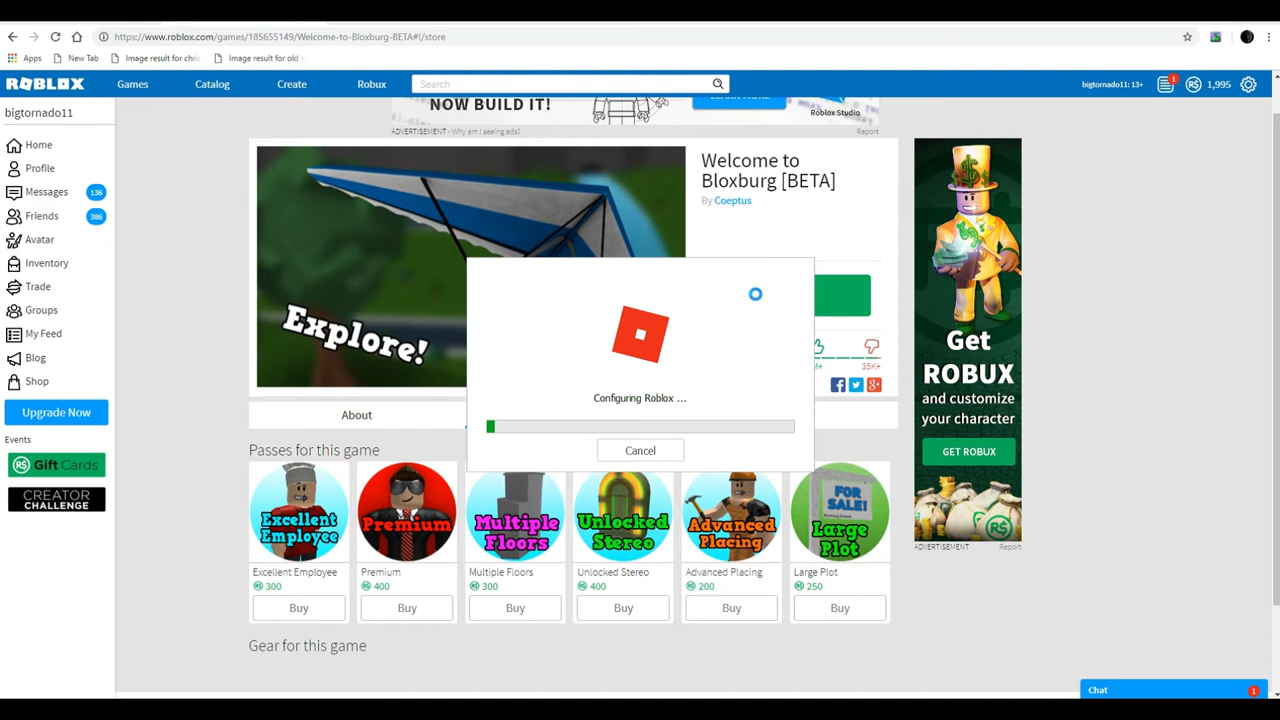 https://www.roblox.com/games/185655149/Welcome-to-Bloxburg-BETA#!/store
Apps
New Tab
Image result for chris
Image result for old
ROBLOX
Games
Catalog
Create
Robux
Search
bigtornado11: 13+
1
1,995
bigtornado11
Home
Profile
Messages
136
Friends
386
Avatar
Inventory
Trade
Groups
My Feed
Blog
Shop
Upgrade Now
Events
Gift Cards
CREATOR
CHALLENGE
NOW BUILD IT!
LEARN MORE
Roblox Studio
ADVERTISEMENT - Why am I seeing ads?
Report
Explore!
Welcome to
Bloxburg [BETA]
By Coeptus
M+
35K+
Configuring Roblox ...
Cancel
About
Passes for this game
Excellent
Employee
Premium
Multiple
Floors
Unlocked
Stereo
Advanced
Placing
FOR
SALE!
Large
Plot
Excellent Employee
Premium
Multiple Floors
Unlocked Stereo
Advanced Placing
Large Plot
300
400
300
400
200
250
Buy
Buy
Buy
Buy
Buy
Buy
Gear for this game
Get
ROBUX
and customize
your character
GET ROBUX
ADVERTISEMENT
Report
Chat
1